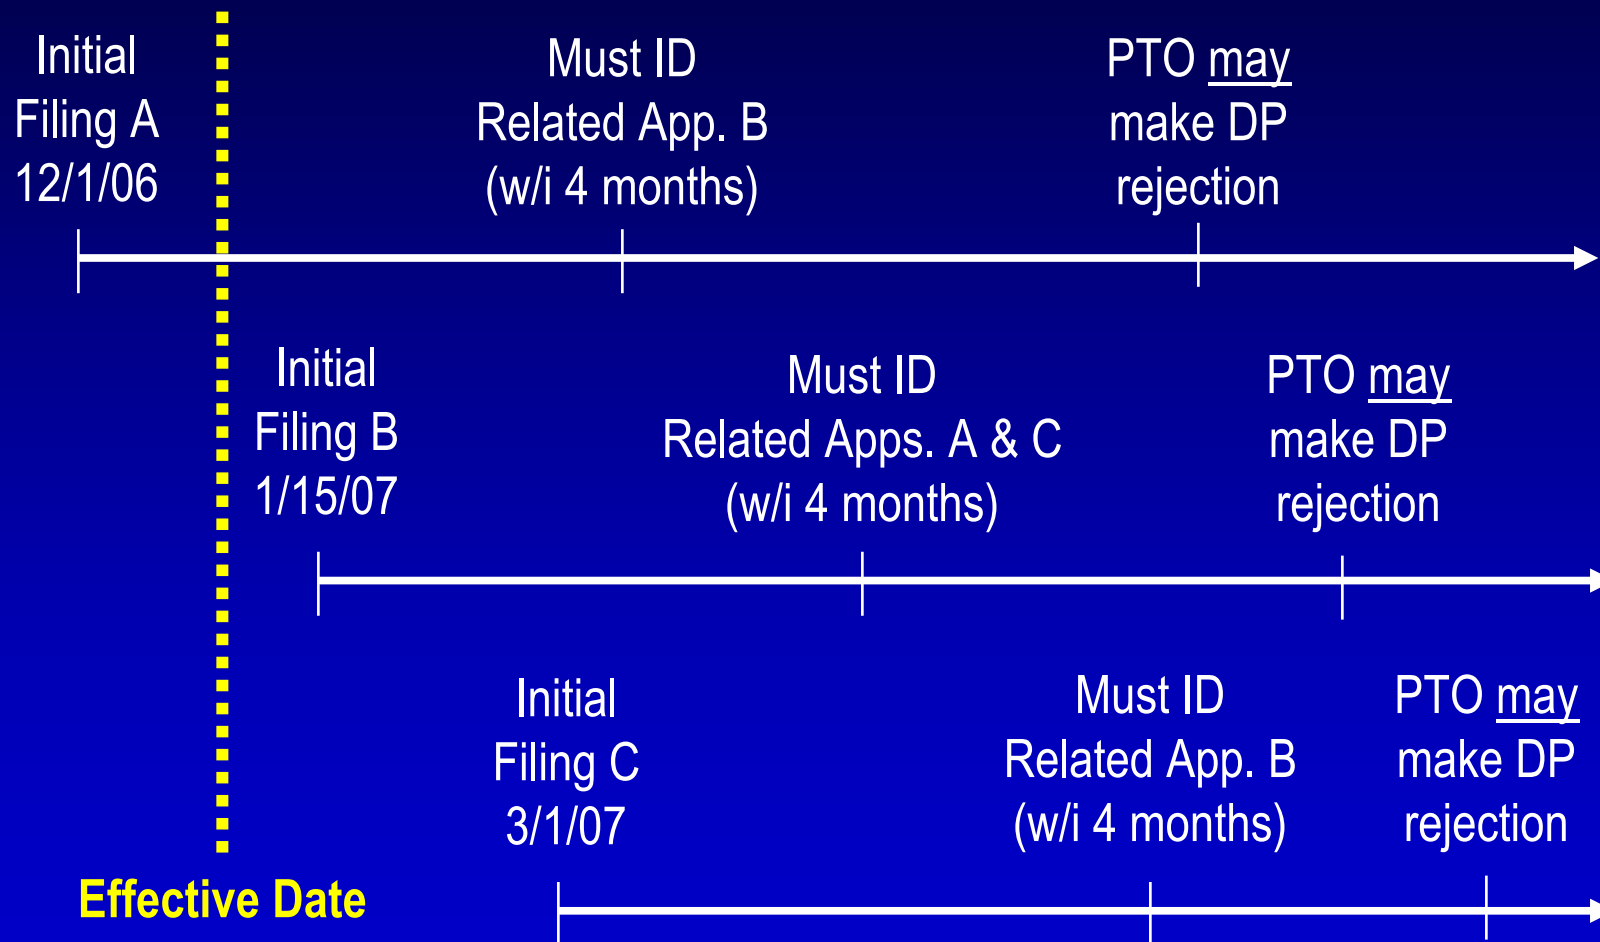 Initial
Filing A
12/1/06
Must ID
Related App. B
(w/i 4 months)
PTO may
make DP
rejection
Initial
Filing B
1/15/07
Must ID
Related Apps. A & C
(w/i 4 months)
PTO may
make DP
rejection
Initial
Filing C
3/1/07
Must ID
Related App. B
(w/i 4 months)
PTO may
make DP
rejection
Effective Date